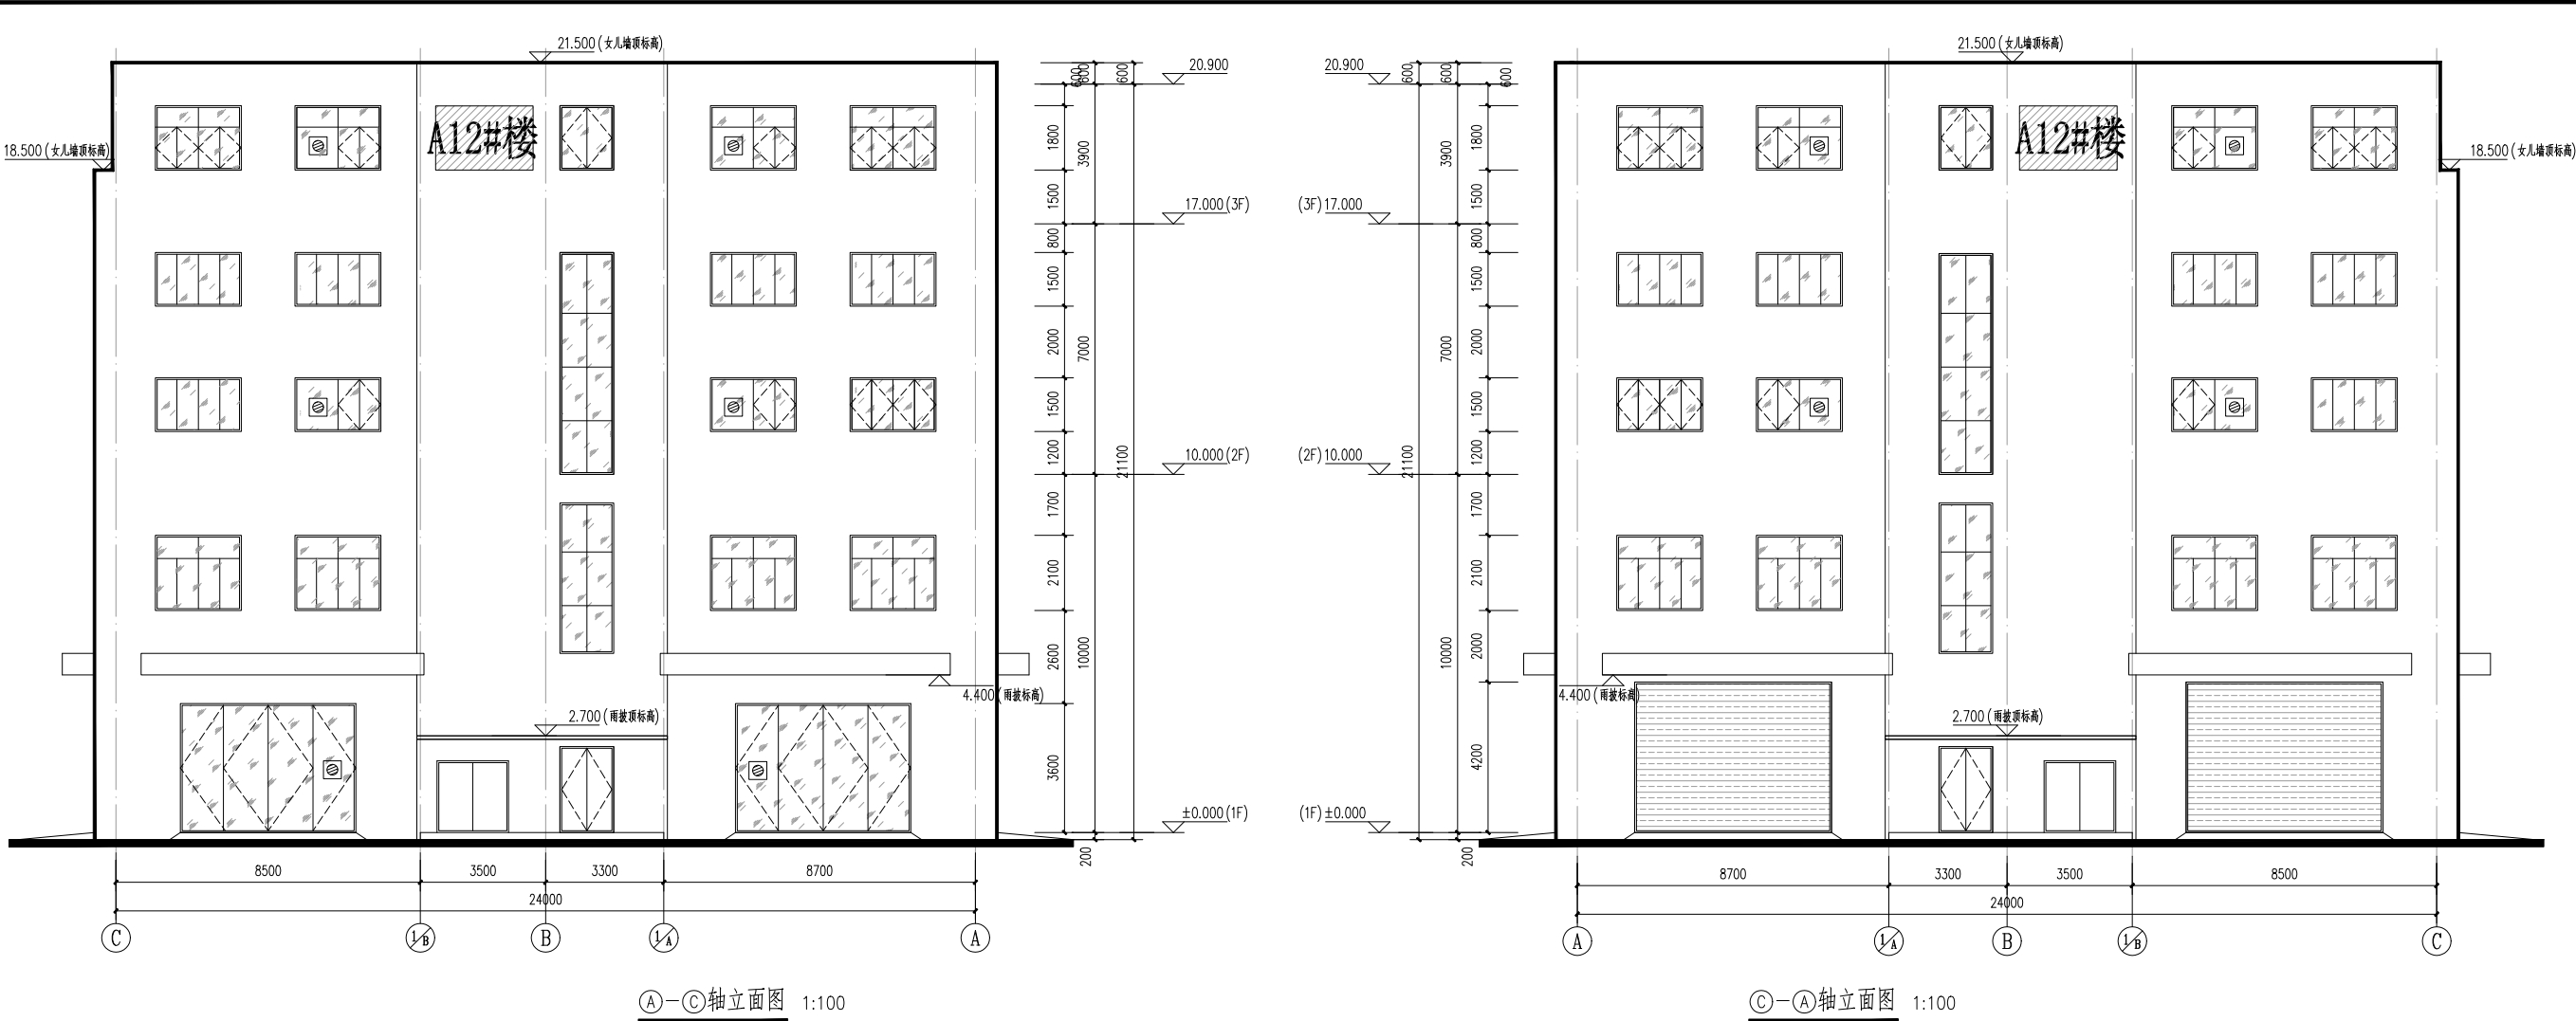 21.500(女儿墙顶标高)
18.500(女儿墙顶标高)
A12#楼
600
600
600
20.900
1800
3900
1500
17.000(3F)
800
1500
2000
7000
1500
1200
21100
10.000(2F)
1700
2100
2600
10000
4.400(雨披标高)
2.700(雨披顶标高)
3600
±0.000(1F)
200
8500
3500
3300
8700
24000
C
1/B
B
1/A
A
A-C轴立面图 1:100
21.500(女儿墙顶标高)
20.900
600
600
600
18.500(女儿墙顶标高)
A12#楼
3900
1800
1500
(3F)17.000
800
1500
7000
2000
1500
21100
1200
(2F)10.000
1700
2100
10000
2000
4.400(雨披标高)
2.700(雨披顶标高)
4200
(1F)±0.000
200
8700
3300
3500
8500
24000
A
1/A
B
1/B
C
C-A轴立面图 1:100